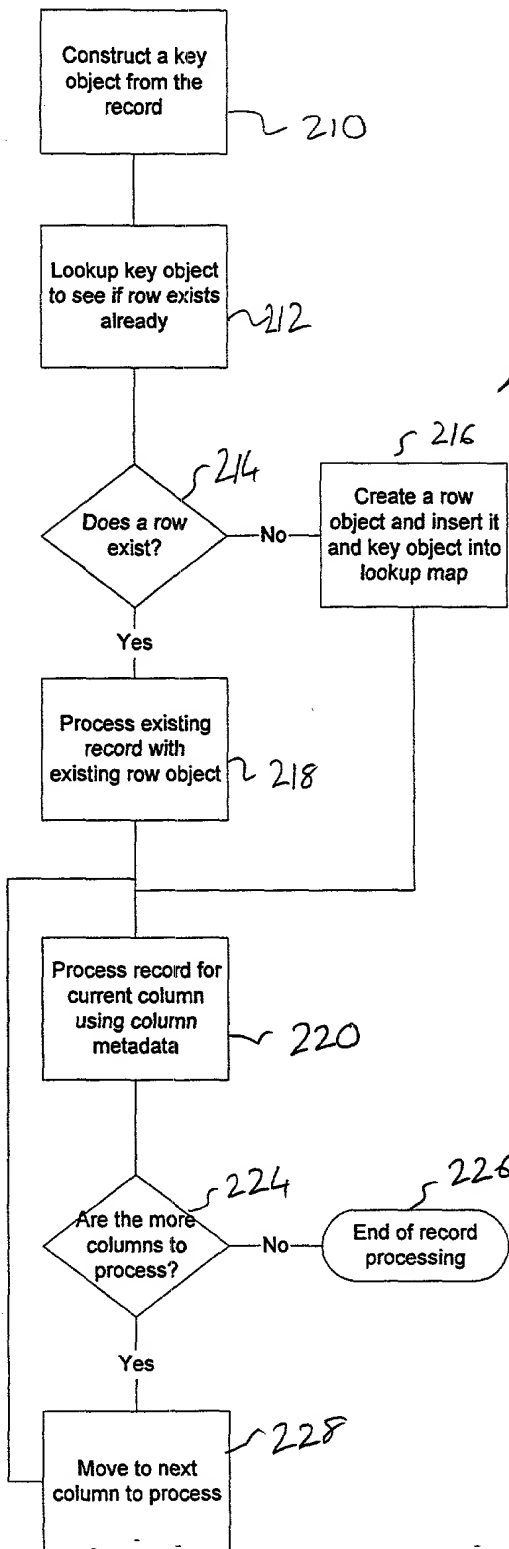 Construct a key
object from the
record
210
Lookup key object
to see if row exists
already
212
214
Does a row
exist?
No
216
Create a row
object and insert it
and key object into
lookup map
Yes
Process existing
record with
existing row object
218
Process record for
current column
using column
metadata
220
224
Are the more
columns to
process?
No
226
End of record
processing
Yes
228
Move to next
column to process